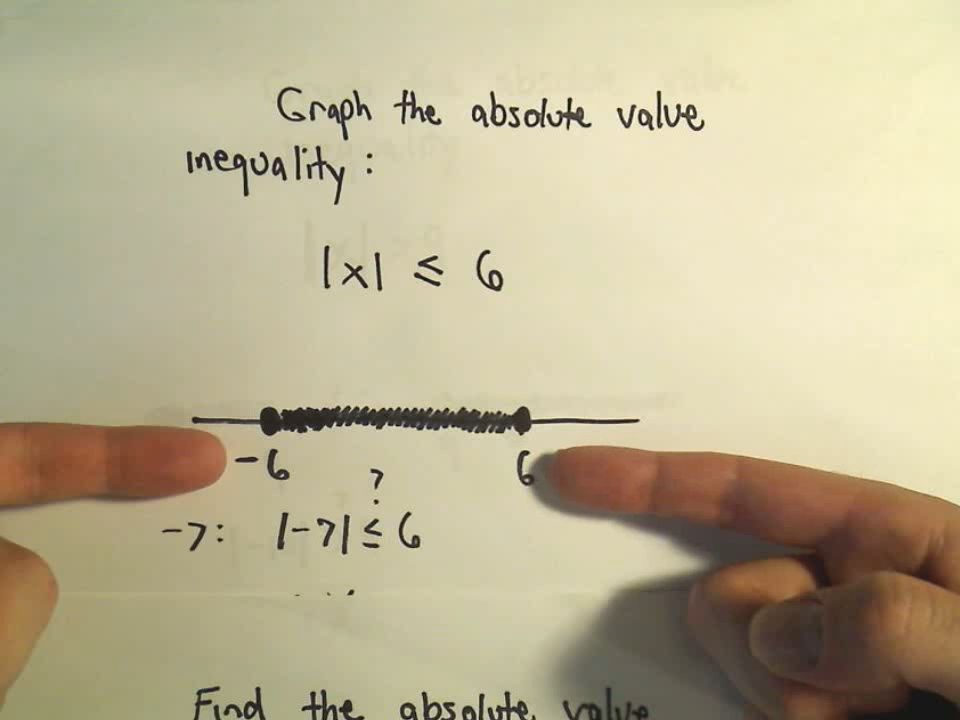 Graph the absolute value
inequality:
|x| ≤ 6
-6 6
?
-7: |-7| ≤ 6
Find the absolute value